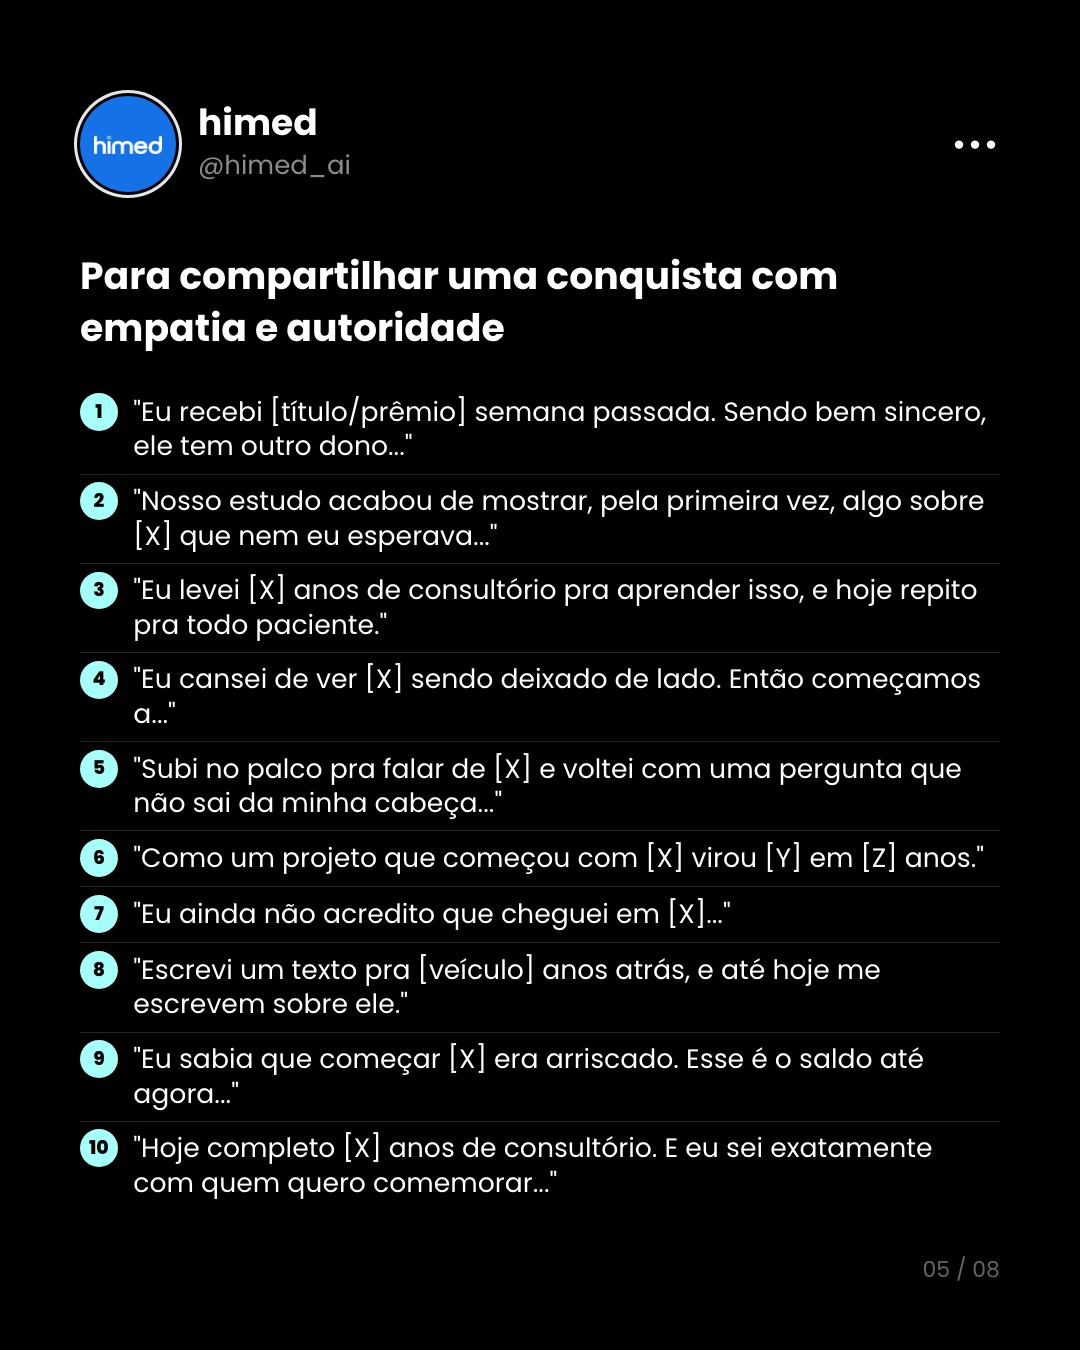 himed
himed
@himed_ai
Para compartilhar uma conquista com
empatia e autoridade
1 "Eu recebi [título/prêmio] semana passada. Sendo bem sincero,
ele tem outro dono..."
2 "Nosso estudo acabou de mostrar, pela primeira vez, algo sobre
[X] que nem eu esperava..."
3 "Eu levei [X] anos de consultório pra aprender isso, e hoje repito
pra todo paciente."
4 "Eu cansei de ver [X] sendo deixado de lado. Então começamos
a..."
5 "Subi no palco pra falar de [X] e voltei com uma pergunta que
não sai da minha cabeça..."
6 "Como um projeto que começou com [X] virou [Y] em [Z] anos."
7 "Eu ainda não acredito que cheguei em [X]..."
8 "Escrevi um texto pra [veículo] anos atrás, e até hoje me
escrevem sobre ele."
9 "Eu sabia que começar [X] era arriscado. Esse é o saldo até
agora..."
10 "Hoje completo [X] anos de consultório. E eu sei exatamente
com quem quero comemorar..."
05 / 08